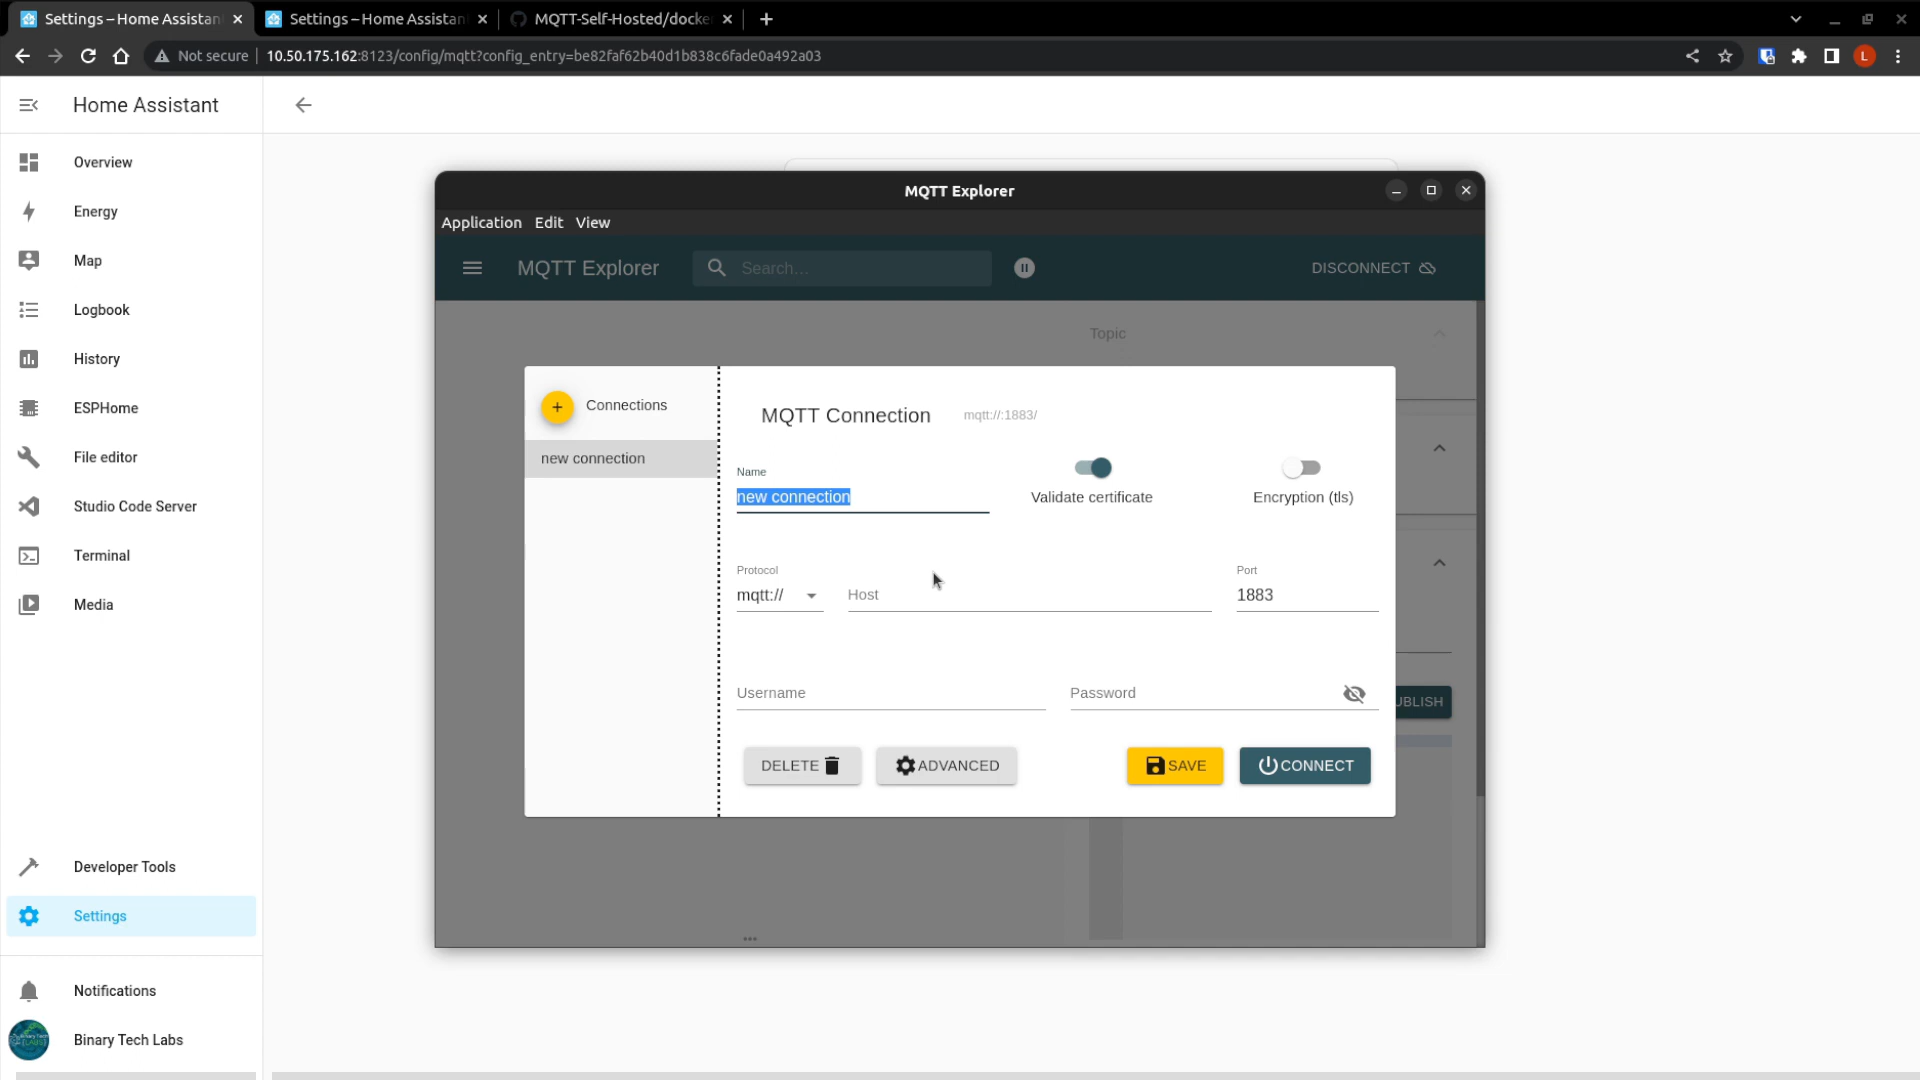 Settings – Home Assistan
Settings – Home Assistan
MQTT-Self-Hosted/docke
Not secure
10.50.175.162:8123/config/mqtt?config_entry=be82faf62b40d1b838c6fade0a492a03
L
Home Assistant
Overview
Energy
Map
Logbook
History
ESPHome
File editor
Studio Code Server
Terminal
Media
Developer Tools
Settings
Notifications
Binary Tech Labs
MQTT Explorer
Application Edit View
MQTT Explorer
Search...
DISCONNECT
Topic
Connections
new connection
MQTT Connection mqtt://:1883/
Name
new connection
Validate certificate
Encryption (tls)
Protocol
mqtt://
Host
Port
1883
Username
Password
UBLISH
DELETE
ADVANCED
SAVE
CONNECT